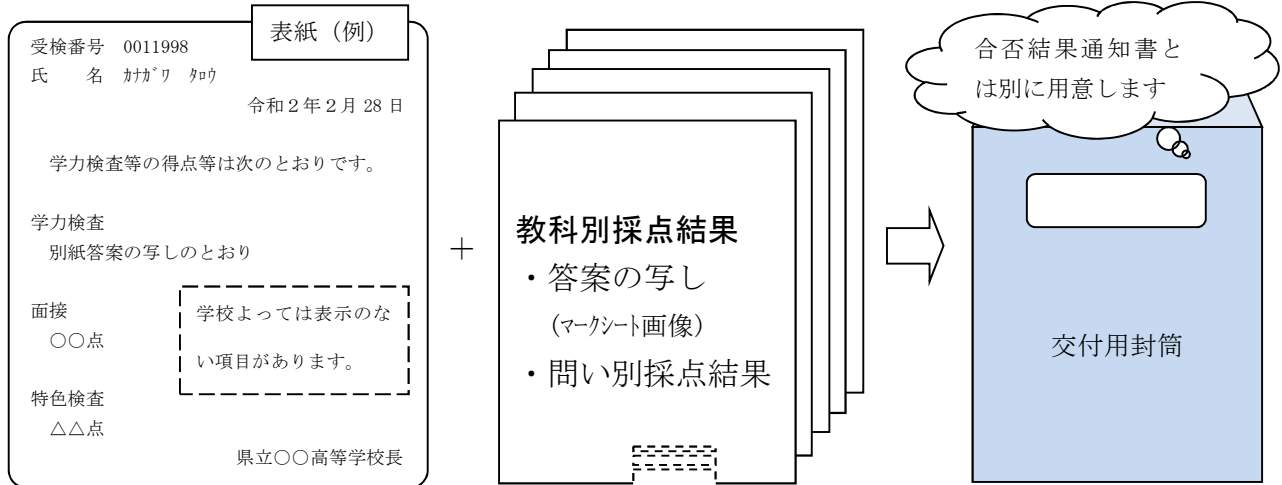 表紙（例）
受検番号　0011998
氏　　名　ｶﾅｶﾞﾜ　ﾀﾛｳ
令和２年２月 28 日
学力検査等の得点等は次のとおりです。
学力検査
別紙答案の写しのとおり
面接
○○点
学校よっては表示のな
い項目があります。
特色検査
△△点
県立○○高等学校長
＋
教科別採点結果
・答案の写し
（ﾏｰｸｼｰﾄ画像）
・問い別採点結果
合否結果通知書と
は別に用意します
交付用封筒